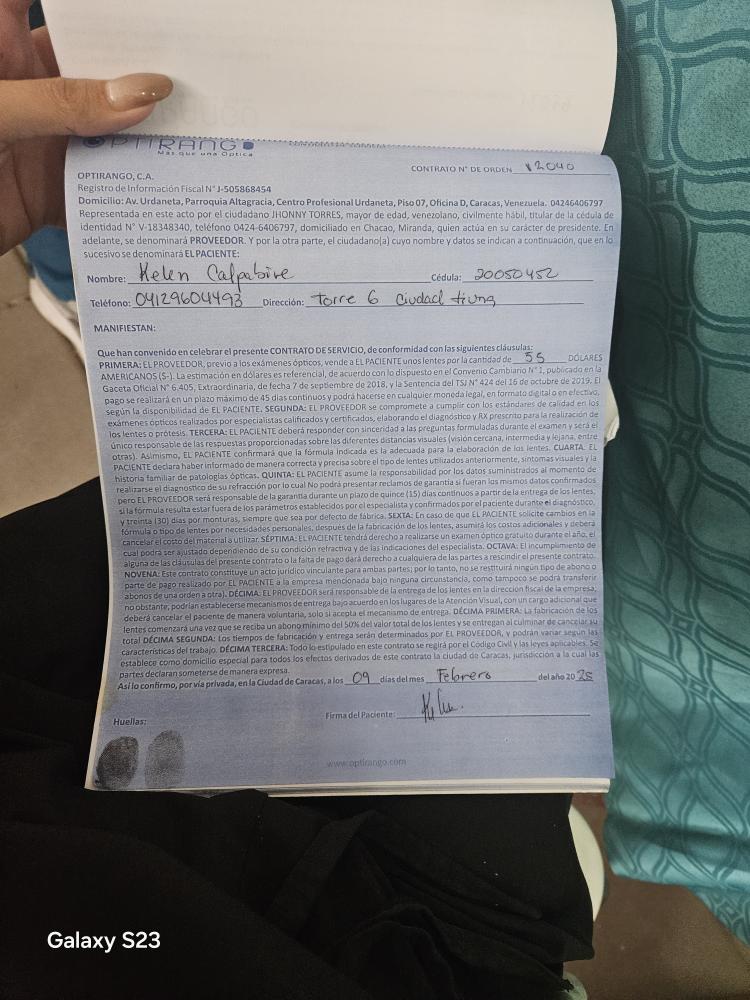 OPTIRANGO
Más que una Óptica
CONTRATO N° DE ORDEN 12040
OPTIRANGO, C.A.
Registro de Información Fiscal N° J-505868454
Domicilio: Av. Urdaneta, Parroquia Altagracia, Centro Profesional Urdaneta, Piso 07, Oficina D, Caracas, Venezuela. 04246406797
Representada en este acto por el ciudadano JHONNY TORRES, mayor de edad, venezolano, civilmente hábil, titular de la cédula de
identidad N° V-18348340, teléfono 0424-6406797, domiciliado en Chacao, Miranda, quien actúa en su carácter de presidente. En
adelante, se denominará PROVEEDOR. Y por la otra parte, el ciudadano(a) cuyo nombre y datos se indican a continuación, que en lo
sucesivo se denominará EL PACIENTE:
Nombre: Kelen Cédula: 20050452
Teléfono: 04129604493 Dirección: Torre 6 Ciudad tiuna
MANIFIESTAN:
Que han convenido en celebrar el presente CONTRATO DE SERVICIO, de conformidad con las siguientes cláusulas:
PRIMERA: EL PROVEEDOR, previo a los exámenes ópticos, vende a EL PACIENTE unos lentes por la cantidad de 55 DÓLARES
AMERICANOS ($-). La estimación en dólares es referencial, de acuerdo con lo dispuesto en el Convenio Cambiario N° 1, publicado en la
Gaceta Oficial N° 6.405, Extraordinaria, de fecha 7 de septiembre de 2018, y la Sentencia del TSJ N° 424 del 16 de octubre de 2019. El
pago se realizará en un plazo máximo de 45 días continuos y podrá hacerse en cualquier moneda legal, en formato digital o en efectivo,
según la disponibilidad de EL PACIENTE. SEGUNDA: EL PROVEEDOR se compromete a cumplir con los estándares de calidad en los
exámenes ópticos realizados por especialistas calificados y certificados, elaborando el diagnóstico y RX prescrito para la realización de
los lentes o prótesis. TERCERA: EL PACIENTE deberá responder con sinceridad a las preguntas formuladas durante el examen y será el
único responsable de las respuestas proporcionadas sobre las diferentes distancias visuales (visión cercana, intermedia y lejana, entre
otras). Asimismo, EL PACIENTE confirmará que la fórmula indicada es la adecuada para la elaboración de los lentes. CUARTA. EL
PACIENTE declara haber informado de manera correcta y precisa sobre el tipo de lentes utilizados anteriormente, síntomas visuales y la
historia familiar de patologías ópticas. QUINTA: EL PACIENTE asume la responsabilidad por los datos suministrados al momento de
realizarse el diagnóstico de su refracción por lo cual No podrá presentar reclamos de garantía si fueran los mismos datos confirmados
pero EL PROVEEDOR será responsable de la garantía durante un plazo de quince (15) días continuos a partir de la entrega de los lentes,
si la fórmula resulta estar fuera de los parámetros establecidos por el especialista y confirmados por el paciente durante el diagnóstico,
y treinta (30) días por monturas, siempre que sea por defecto de fábrica. SEXTA: En caso de que EL PACIENTE solicite cambios en la
fórmula o tipo de lentes por necesidades personales, después de la fabricación de los lentes, asumirá los costos adicionales y deberá
cancelar el costo del material a utilizar. SÉPTIMA: EL PACIENTE tendrá derecho a realizarse un examen óptico gratuito durante el año, el
cual podrá ser ajustado dependiendo de su condición refractiva y de las indicaciones del especialista. OCTAVA: El incumplimiento de
alguna de las cláusulas del presente contrato o la falta de pago dará derecho a cualquiera de las partes a rescindir el presente contrato.
NOVENA: Este contrato constituye un acto jurídico vinculante para ambas partes; por lo tanto, no se restituirá ningún tipo de abono o
parte de pago realizado por EL PACIENTE a la empresa mencionada bajo ninguna circunstancia, como tampoco se podrá transferir
abonos de una orden a otra). DÉCIMA: EL PROVEEDOR será responsable de la entrega de los lentes en la dirección fiscal de la empresa;
no obstante, podrían establecerse mecanismos de entrega bajo acuerdo en los lugares de la Atención Visual, con un cargo adicional que
deberá cancelar el paciente de manera voluntaria, solo si acepta el mecanismo de entrega. DÉCIMA PRIMERA: La fabricación de los
lentes comenzará una vez que se reciba un abono mínimo del 50% del valor total de los lentes y se entregan al culminar de cancelar su
total DÉCIMA SEGUNDA: Los tiempos de fabricación y entrega serán determinados por EL PROVEEDOR, y podrán variar según las
características del trabajo. DÉCIMA TERCERA: Todo lo estipulado en este contrato se regirá por el Código Civil y las leyes aplicables. Se
establece como domicilio especial para todos los efectos derivados de este contrato la ciudad de Caracas, jurisdicción a la cual las
partes declaran someterse de manera expresa.
Así lo confirmo, por vía privada, en la Ciudad de Caracas, a los 09 días del mes Febrero del año 2025
Firma del Paciente:
Huellas:
www.optirango.com
Galaxy S23